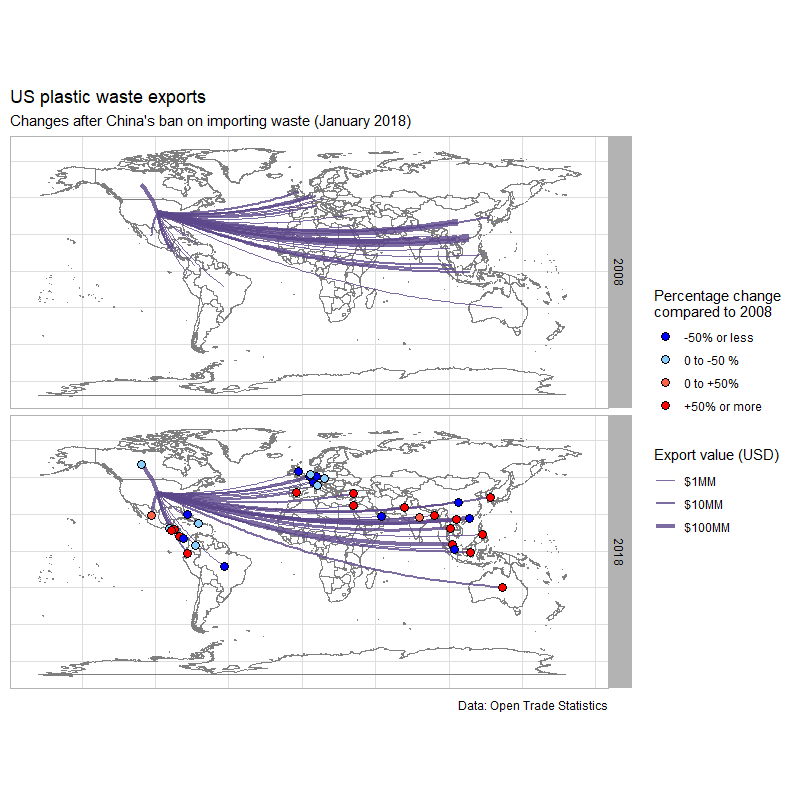 US plastic waste exports
Changes after China's ban on importing waste (January 2018)
2008
2018
Percentage change
compared to 2008
-50% or less
0 to -50 %
0 to +50%
+50% or more
Export value (USD)
$1MM
$10MM
$100MM
Data: Open Trade Statistics